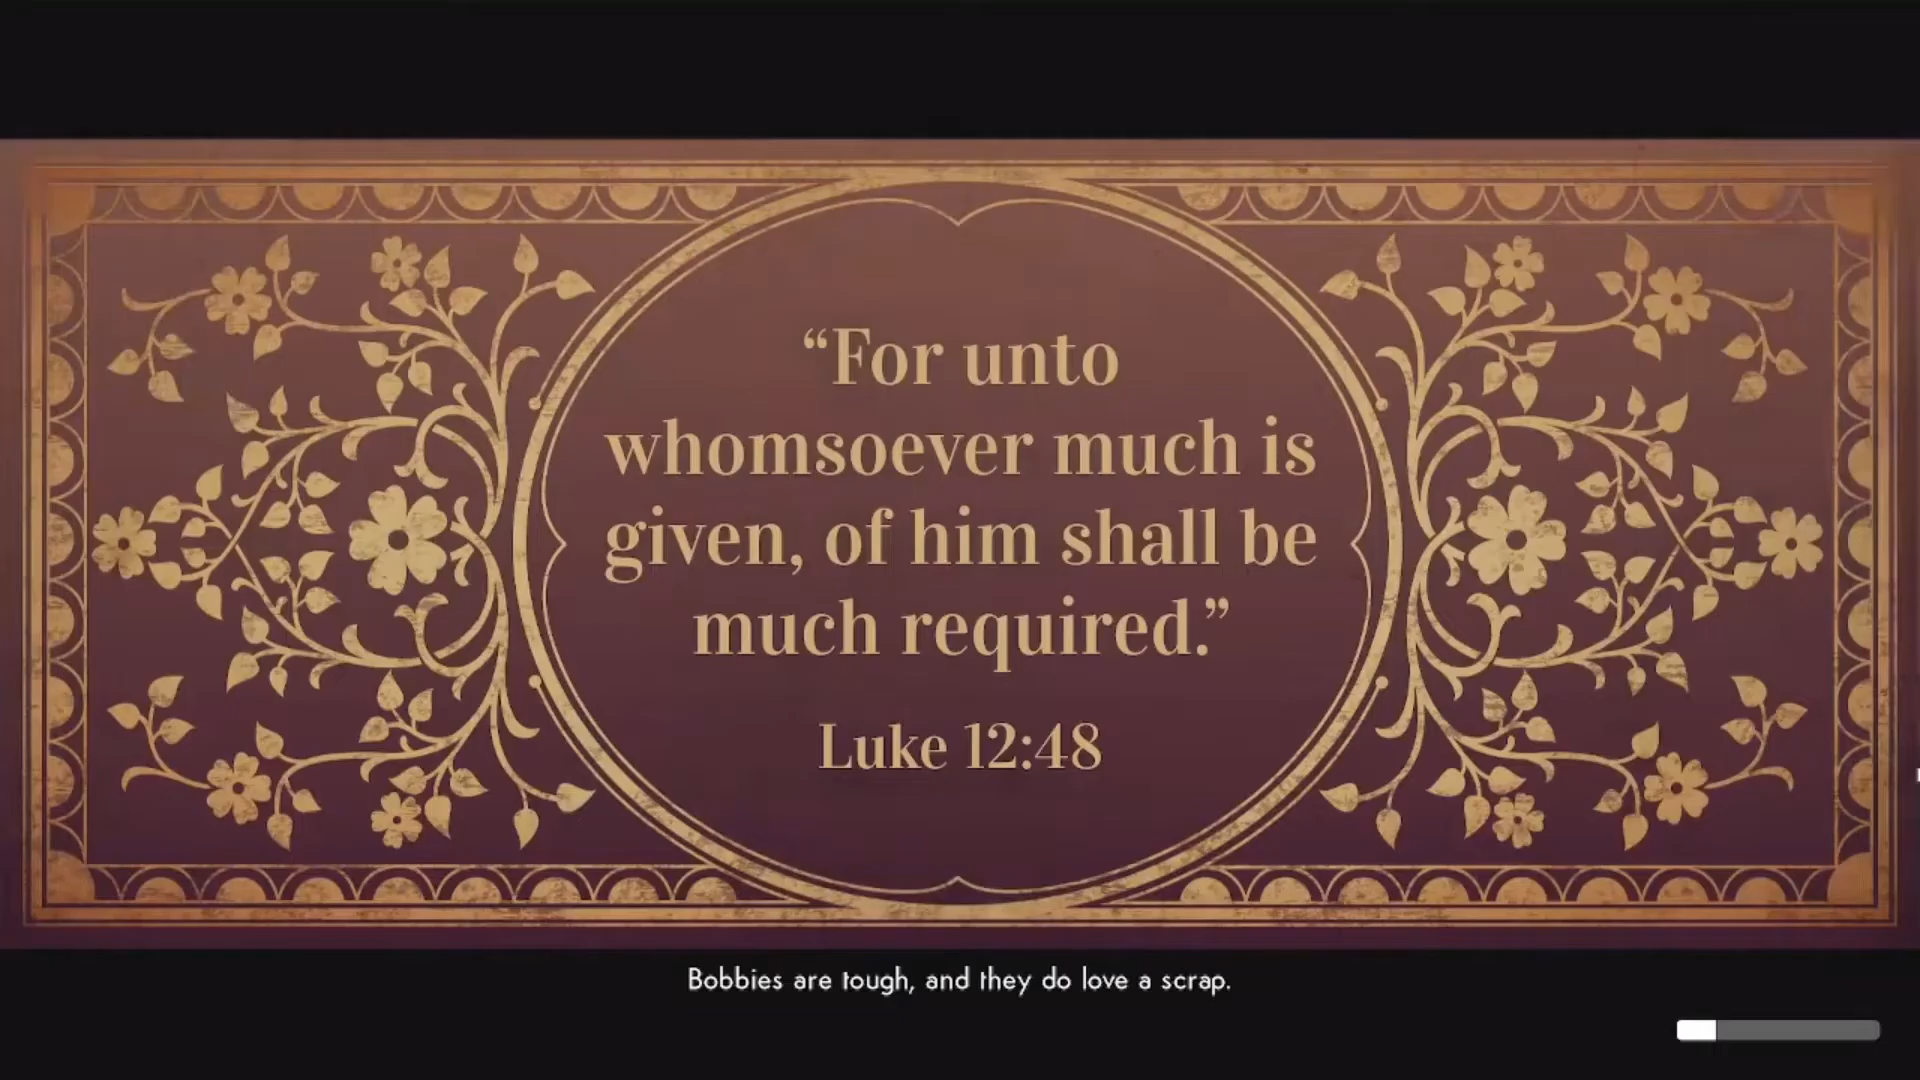 “For unto
whomsoever much is
given, of him shall be
much required.”
Luke 12:48
Bobbies are tough, and they do love a scrap.